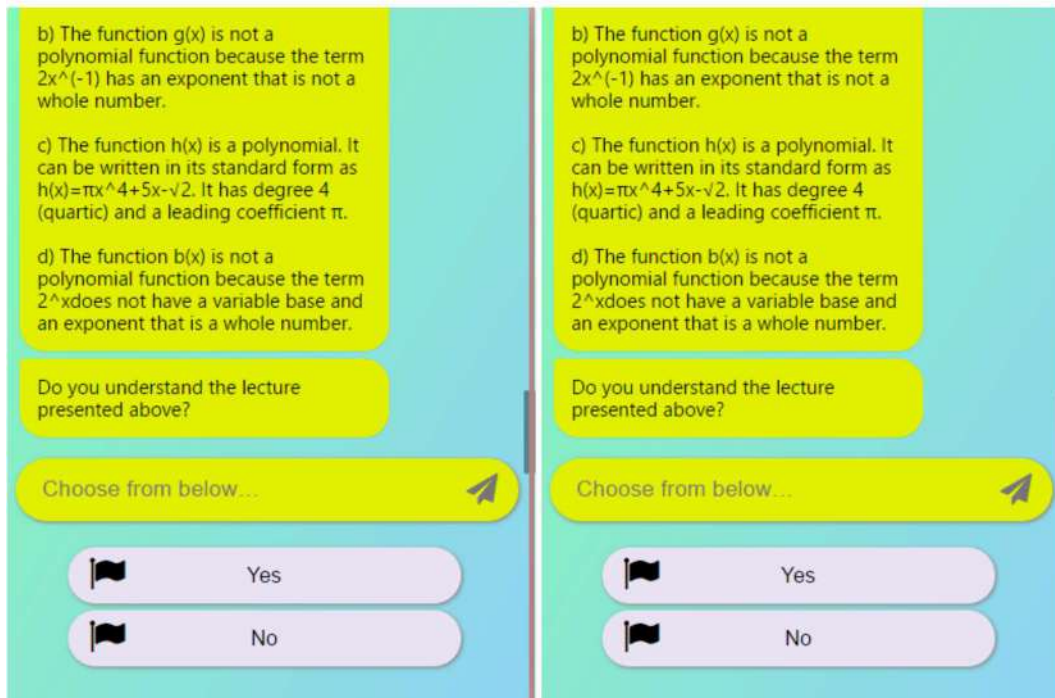 b) The function g(x) is not a
polynomial function because the term
2x^(-1) has an exponent that is not a
whole number.
c) The function h(x) is a polynomial. It
can be written in its standard form as
h(x)=πx^4+5x-√2. It has degree 4
(quartic) and a leading coefficient π.
d) The function b(x) is not a
polynomial function because the term
2^xdoes not have a variable base and
an exponent that is a whole number.
Do you understand the lecture
presented above?
Choose from below...
Yes
No
b) The function g(x) is not a
polynomial function because the term
2x^(-1) has an exponent that is not a
whole number.
c) The function h(x) is a polynomial. It
can be written in its standard form as
h(x)=πx^4+5x-√2. It has degree 4
(quartic) and a leading coefficient π.
d) The function b(x) is not a
polynomial function because the term
2^xdoes not have a variable base and
an exponent that is a whole number.
Do you understand the lecture
presented above?
Choose from below...
Yes
No